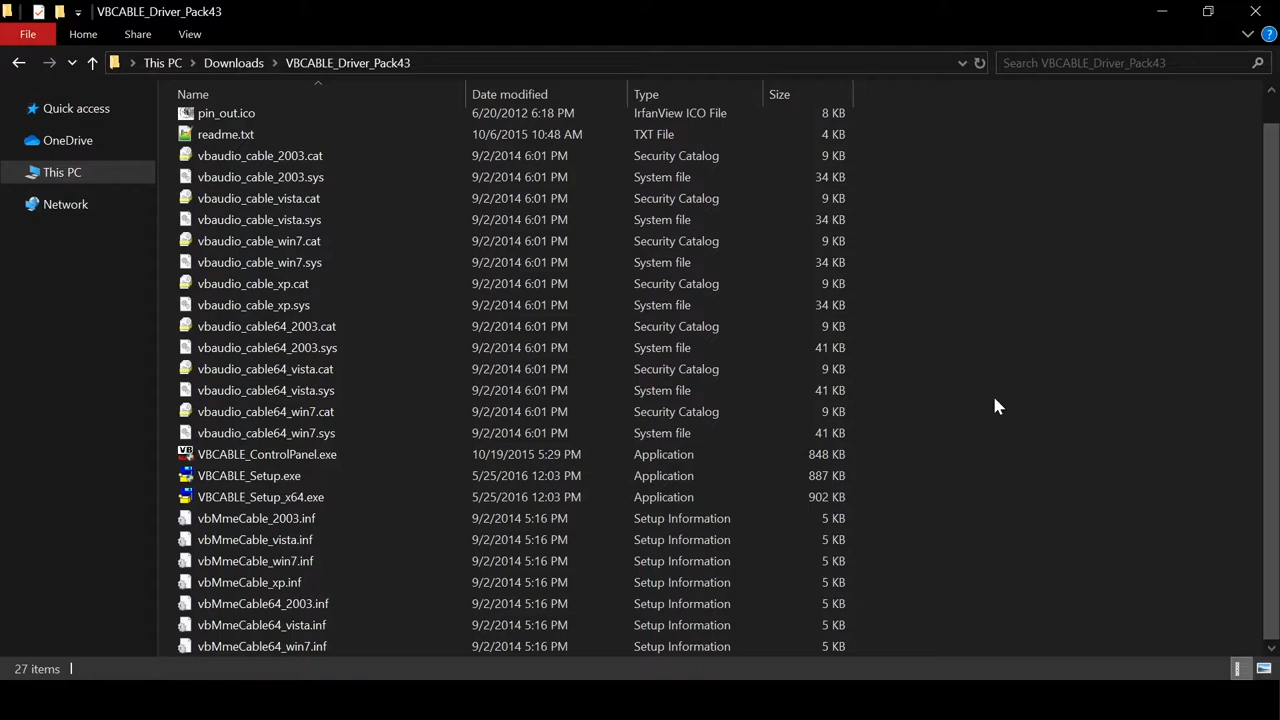 VBCABLE_Driver_Pack43
File Home Share View
This PC Downloads VBCABLE_Driver_Pack43 Search VBCABLE_Driver_Pack43
Quick access
OneDrive
This PC
Network
Name Date modified Type Size
pin_out.ico 6/20/2012 6:18 PM IrfanView ICO File 8 KB
readme.txt 10/6/2015 10:48 AM TXT File 4 KB
vbaudio_cable_2003.cat 9/2/2014 6:01 PM Security Catalog 9 KB
vbaudio_cable_2003.sys 9/2/2014 6:01 PM System file 34 KB
vbaudio_cable_vista.cat 9/2/2014 6:01 PM Security Catalog 9 KB
vbaudio_cable_vista.sys 9/2/2014 6:01 PM System file 34 KB
vbaudio_cable_win7.cat 9/2/2014 6:01 PM Security Catalog 9 KB
vbaudio_cable_win7.sys 9/2/2014 6:01 PM System file 34 KB
vbaudio_cable_xp.cat 9/2/2014 6:01 PM Security Catalog 9 KB
vbaudio_cable_xp.sys 9/2/2014 6:01 PM System file 34 KB
vbaudio_cable64_2003.cat 9/2/2014 6:01 PM Security Catalog 9 KB
vbaudio_cable64_2003.sys 9/2/2014 6:01 PM System file 41 KB
vbaudio_cable64_vista.cat 9/2/2014 6:01 PM Security Catalog 9 KB
vbaudio_cable64_vista.sys 9/2/2014 6:01 PM System file 41 KB
vbaudio_cable64_win7.cat 9/2/2014 6:01 PM Security Catalog 9 KB
vbaudio_cable64_win7.sys 9/2/2014 6:01 PM System file 41 KB
VBCABLE_ControlPanel.exe 10/19/2015 5:29 PM Application 848 KB
VBCABLE_Setup.exe 5/25/2016 12:03 PM Application 887 KB
VBCABLE_Setup_x64.exe 5/25/2016 12:03 PM Application 902 KB
vbMmeCable_2003.inf 9/2/2014 5:16 PM Setup Information 5 KB
vbMmeCable_vista.inf 9/2/2014 5:16 PM Setup Information 5 KB
vbMmeCable_win7.inf 9/2/2014 5:16 PM Setup Information 5 KB
vbMmeCable_xp.inf 9/2/2014 5:16 PM Setup Information 5 KB
vbMmeCable64_2003.inf 9/2/2014 5:16 PM Setup Information 5 KB
vbMmeCable64_vista.inf 9/2/2014 5:16 PM Setup Information 5 KB
vbMmeCable64_win7.inf 9/2/2014 5:16 PM Setup Information 5 KB
27 items